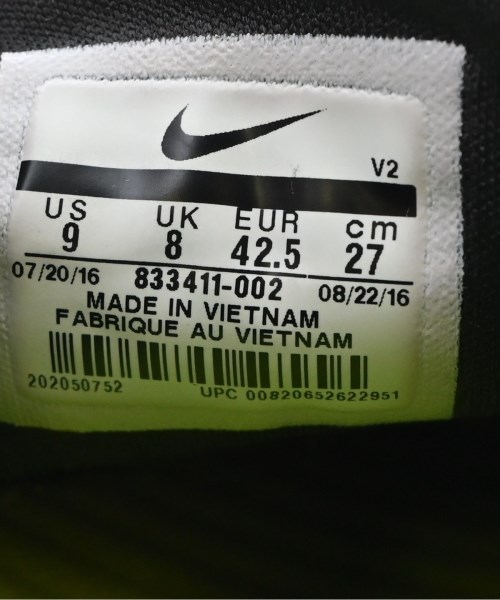 V2
US UK EUR cm
9 8 42.5 27
07/20/16 833411-002 08/22/16
MADE IN VIETNAM
FABRIQUE AU VIETNAM
202050752 UPC 00820652622951